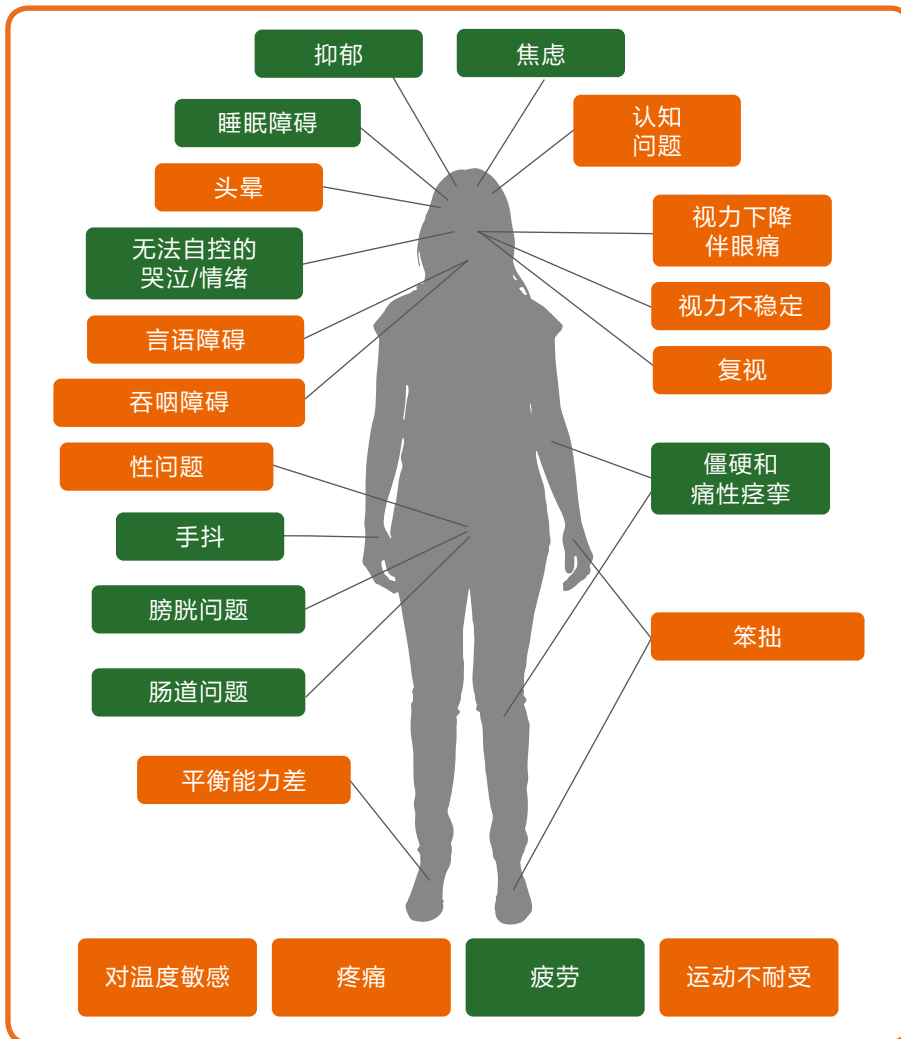 抑郁
焦虑
睡眠障碍
认知
问题
头晕
视力下降
伴眼痛
无法自控的
哭泣/情绪
视力不稳定
言语障碍
复视
吞咽障碍
性问题
僵硬和
痛性痉挛
手抖
膀胱问题
笨拙
肠道问题
平衡能力差
对温度敏感
疼痛
疲劳
运动不耐受